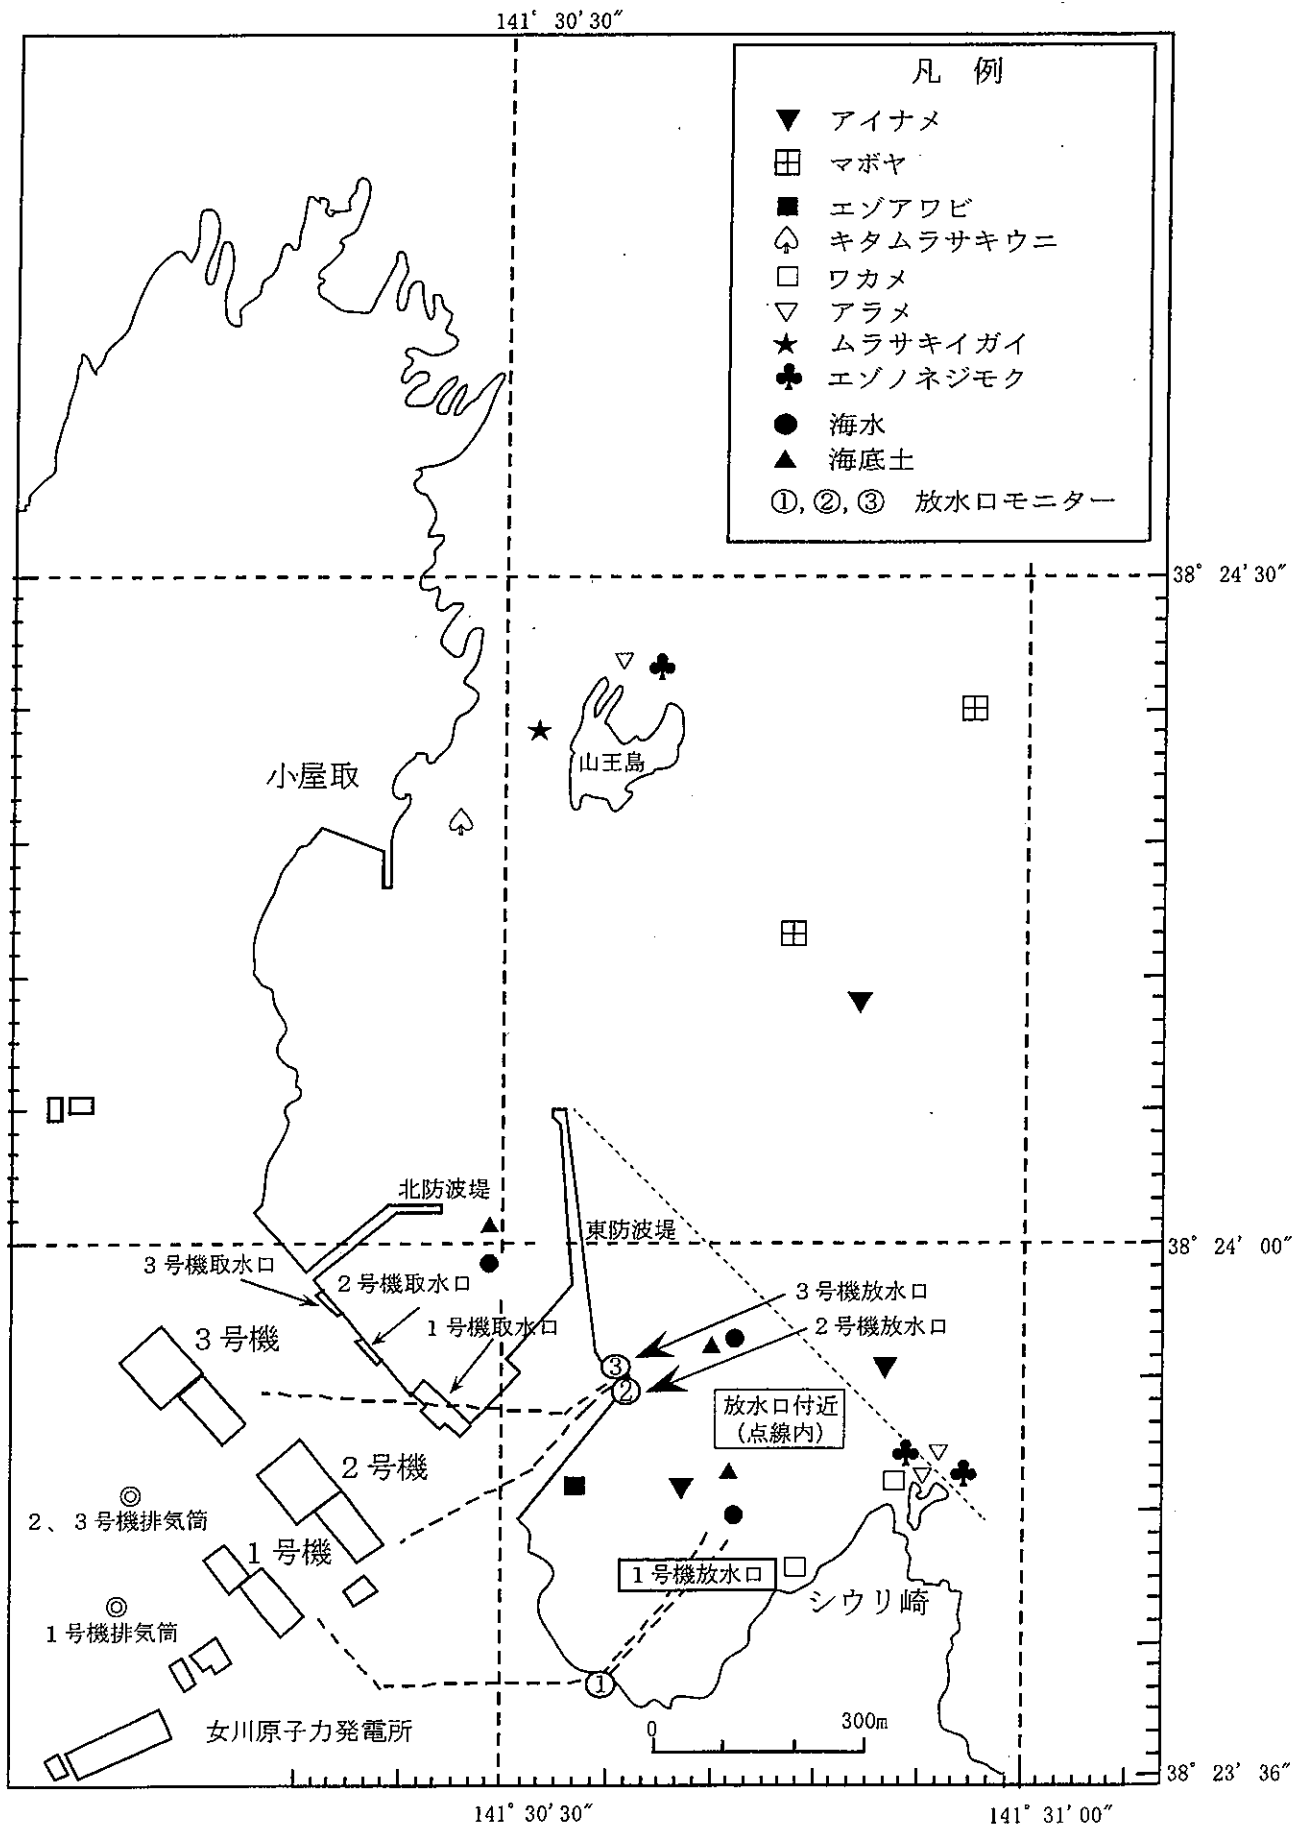 141° 30′30″
凡 例
アイナメ
マボヤ
エゾアワビ
キタムラサキウニ
ワカメ
アラメ
ムラサキイガイ
エゾノネジモク
海水
海底土
①,②,③ 放水口モニター
38° 24′30″
山王島
小屋取
北防波堤
東防波堤
38° 24′00″
3号機取水口
2号機取水口
1号機取水口
3号機放水口
2号機放水口
3号機
③
②
放水口付近
(点線内)
2号機
2、3号機排気筒
1号機
1号機放水口
シウリ崎
1号機排気筒
①
女川原子力発電所
0 300m
38° 23′36″
141° 30′30″
141° 31′00″